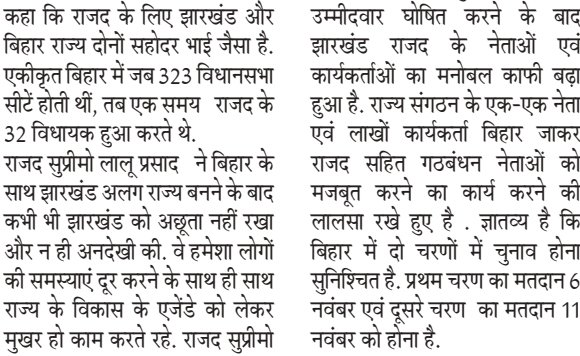 कहा कि राजद के लिए झारखंड और
बिहार राज्य दोनों सहोदर भाई जैसा है.
एकीकृत बिहार में जब 323 विधानसभा
सीटें होती थीं, तब एक समय राजद के
32 विधायक हुआ करते थे.
राजद सुप्रीमो लालू प्रसाद ने बिहार के
साथ झारखंड अलग राज्य बनने के बाद
कभी भी झारखंड को अछूता नहीं रखा
और न ही अनदेखी की. वे हमेशा लोगों
की समस्याएं दूर करने के साथ ही साथ
राज्य के विकास के एजेंडे को लेकर
मुखर हो काम करते रहे. राजद सुप्रीमो
उम्मीदवार घोषित करने के बाद
झारखंड राजद के नेताओं एवं
कार्यकर्ताओं का मनोबल काफी बढ़ा
हुआ है. राज्य संगठन के एक-एक नेता
एवं लाखों कार्यकर्ता बिहार जाकर
राजद सहित गठबंधन नेताओं को
मजबूत करने का कार्य करने की
लालसा रखे हुए है . ज्ञातव्य है कि
बिहार में दो चरणों में चुनाव होना
सुनिश्चित है. प्रथम चरण का मतदान 6
नवंबर एवं दूसरे चरण का मतदान 11
नवंबर को होना है.